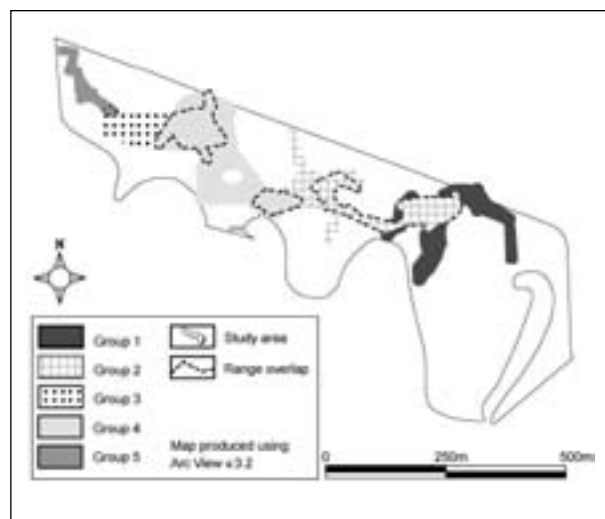 N
Group 1
Study area
Group 2
Range overlap
Group 3
Group 4
Map produced using:
Group 5
Arc View v.3.2
0
250m
500ms